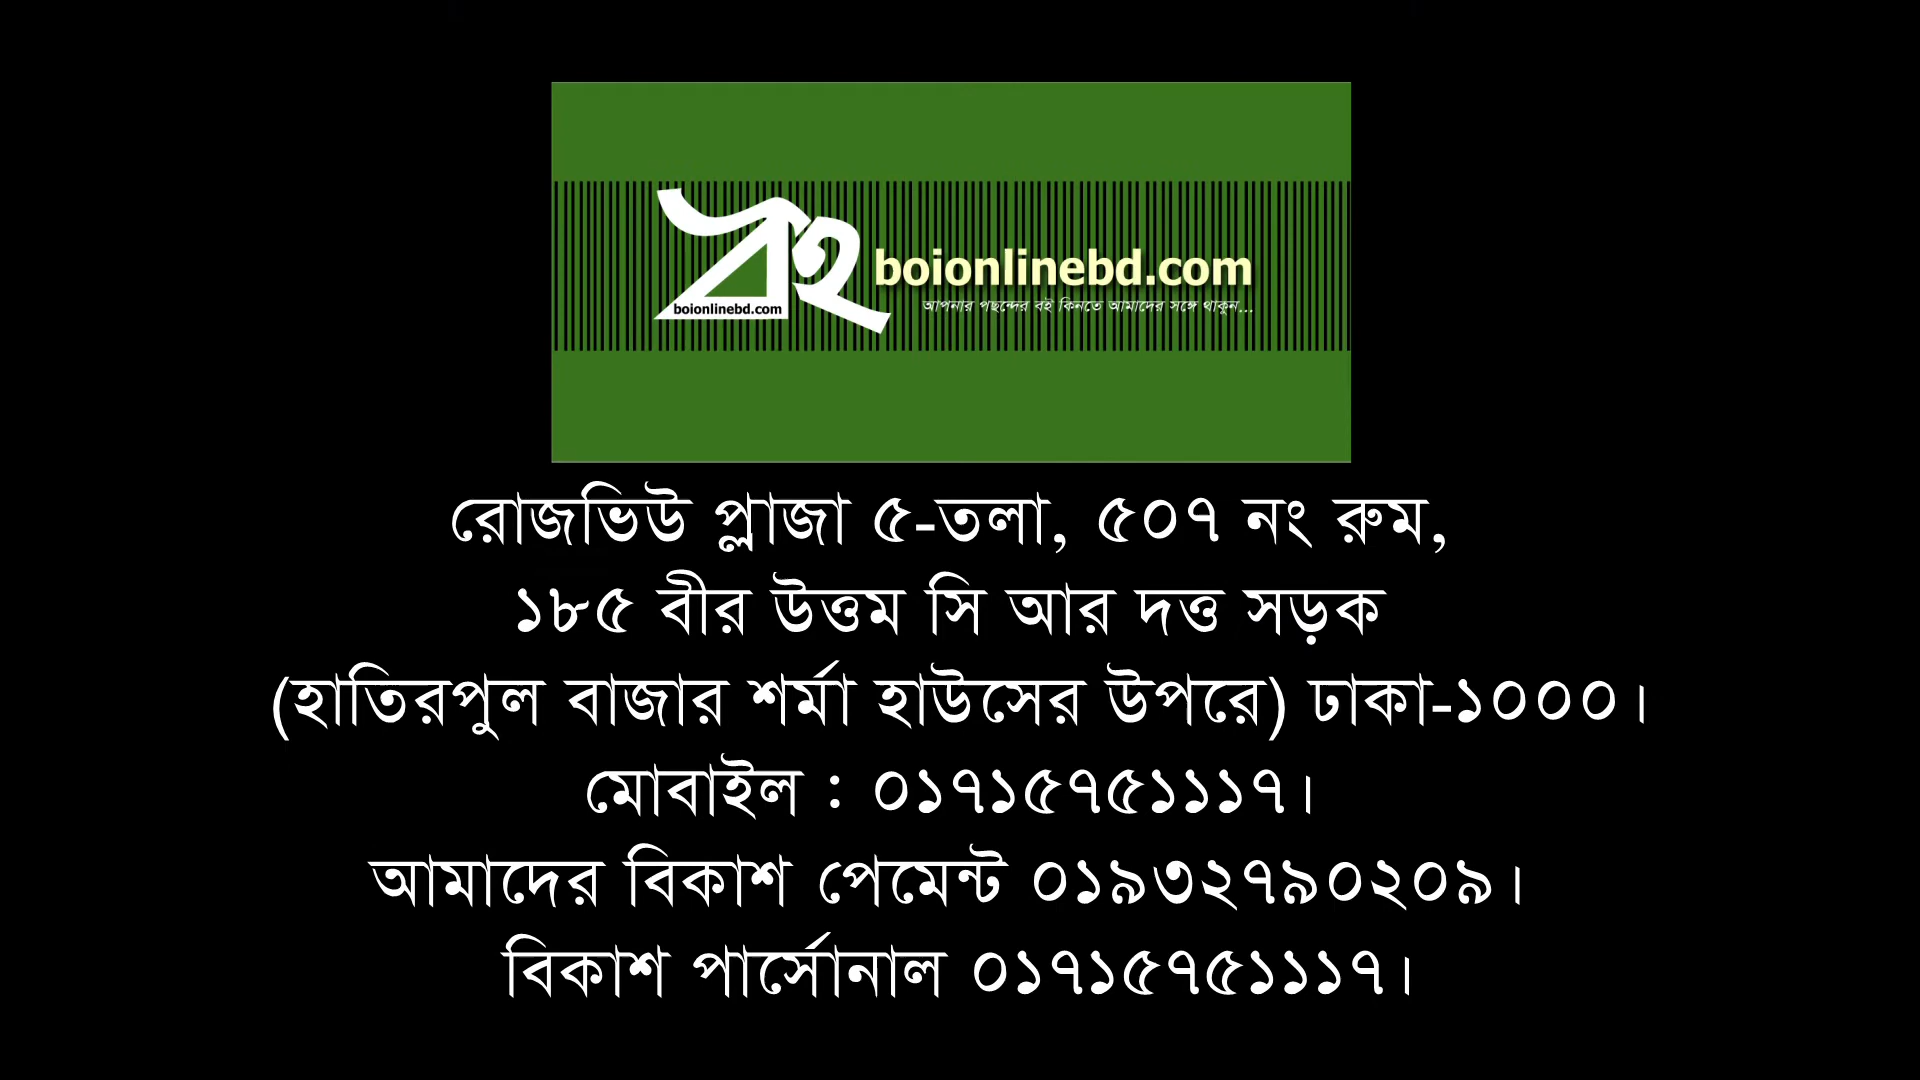 বই
boionlinebd.com
boionlinebd.com
আপনার পছন্দের বই কিনতে আমাদের সঙ্গে থাকুন...
রোজভিউ প্লাজা ৫-তলা, ৫০৭ নং রুম,
১৮৫ বীর উত্তম সি আর দত্ত সড়ক
(হাতিরপুল বাজার শর্মা হাউসের উপরে) ঢাকা-১০০০।
মোবাইল : ০১৭১৫৭৫১১১৭।
আমাদের বিকাশ পেমেন্ট ০১৯৩২৭৯০২০৯।
বিকাশ পার্সোনাল ০১৭১৫৭৫১১১৭।